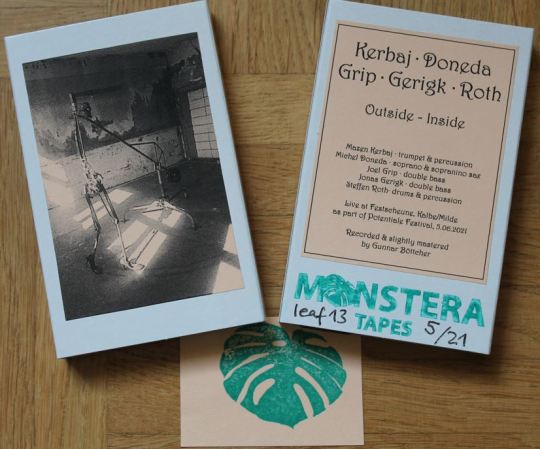 Kerbaj · Doneda
Grip · Gerigk · Roth
Outside - Inside
Mazen Kerbaj · trumpet & percussion
Michel Doneda · soprano & sopranino sax
Joel Grip · double bass
Jonas Gerigk · double bass
Steffen Roth · drums & percussion
Live at Festscheune, Kalbe/Milde
as part of Potentiale Festival, 5.06.2021
Recorded & slightly mastered
by Gunnar Böttcher
MONSTERA
leaf 13 TAPES 5/21